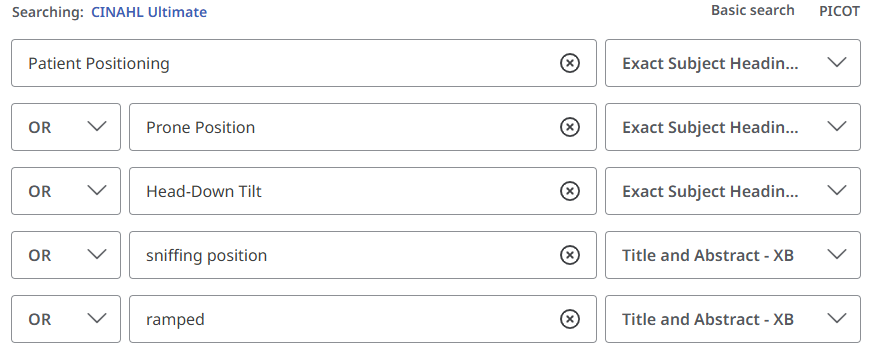 Searching: CINAHL Ultimate Basic search PICOT
Patient Positioning Exact Subject Headin...
OR Prone Position Exact Subject Headin...
OR Head-Down Tilt Exact Subject Headin...
OR sniffing position Title and Abstract - XB
OR ramped Title and Abstract - XB